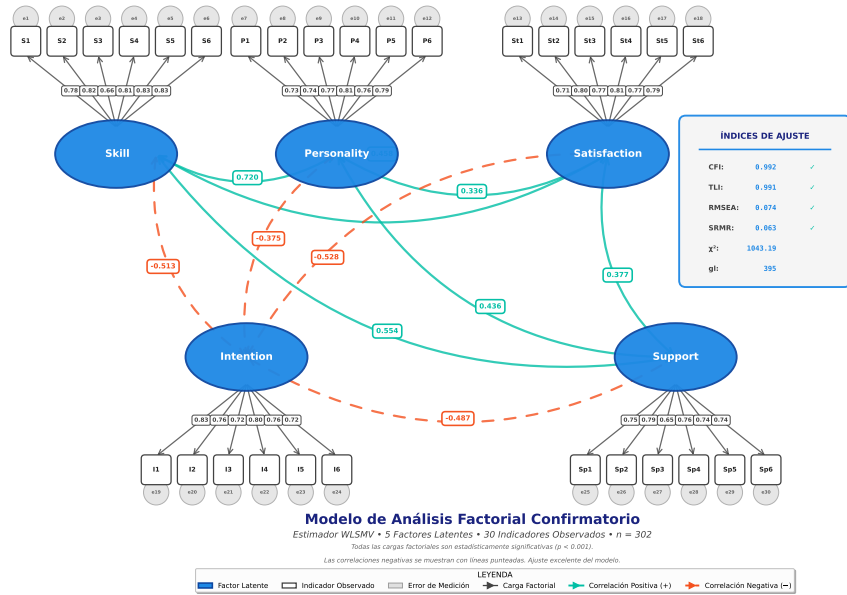 e1 e2 e3 e4 e5 e6 e7 e8 e9 e10 e11 e12 e13 e14 e15 e16 e17 e18
S1 S2 S3 S4 S5 S6 P1 P2 P3 P4 P5 P6 St1 St2 St3 St4 St5 St6
0.78 0.82 0.66 0.81 0.83 0.83 0.73 0.74 0.77 0.81 0.76 0.79 0.71 0.80 0.77 0.81 0.77 0.79
Skill Personality Satisfaction
ÍNDICES DE AJUSTE
CFI: 0.992 ✓
TLI: 0.991 ✓
RMSEA: 0.074 ✓
SRMR: 0.063 ✓
χ²: 1043.19
gl: 395
0.720
0.336
-0.375
-0.528
-0.513
0.377
0.436
0.554
Intention Support
-0.487
0.83 0.76 0.72 0.80 0.76 0.72 0.75 0.79 0.65 0.76 0.74 0.74
I1 I2 I3 I4 I5 I6 Sp1 Sp2 Sp3 Sp4 Sp5 Sp6
e19 e20 e21 e22 e23 e24 e25 e26 e27 e28 e29 e30
Modelo de Análisis Factorial Confirmatorio
Estimador WLSMV • 5 Factores Latentes • 30 Indicadores Observados • n = 302
Todas las cargas factoriales son estadísticamente significativas (p < 0.001).
Las correlaciones negativas se muestran con líneas punteadas. Ajuste excelente del modelo.
LEYENDA
Factor Latente Indicador Observado Error de Medición Carga Factorial Correlación Positiva (+) Correlación Negativa (−)